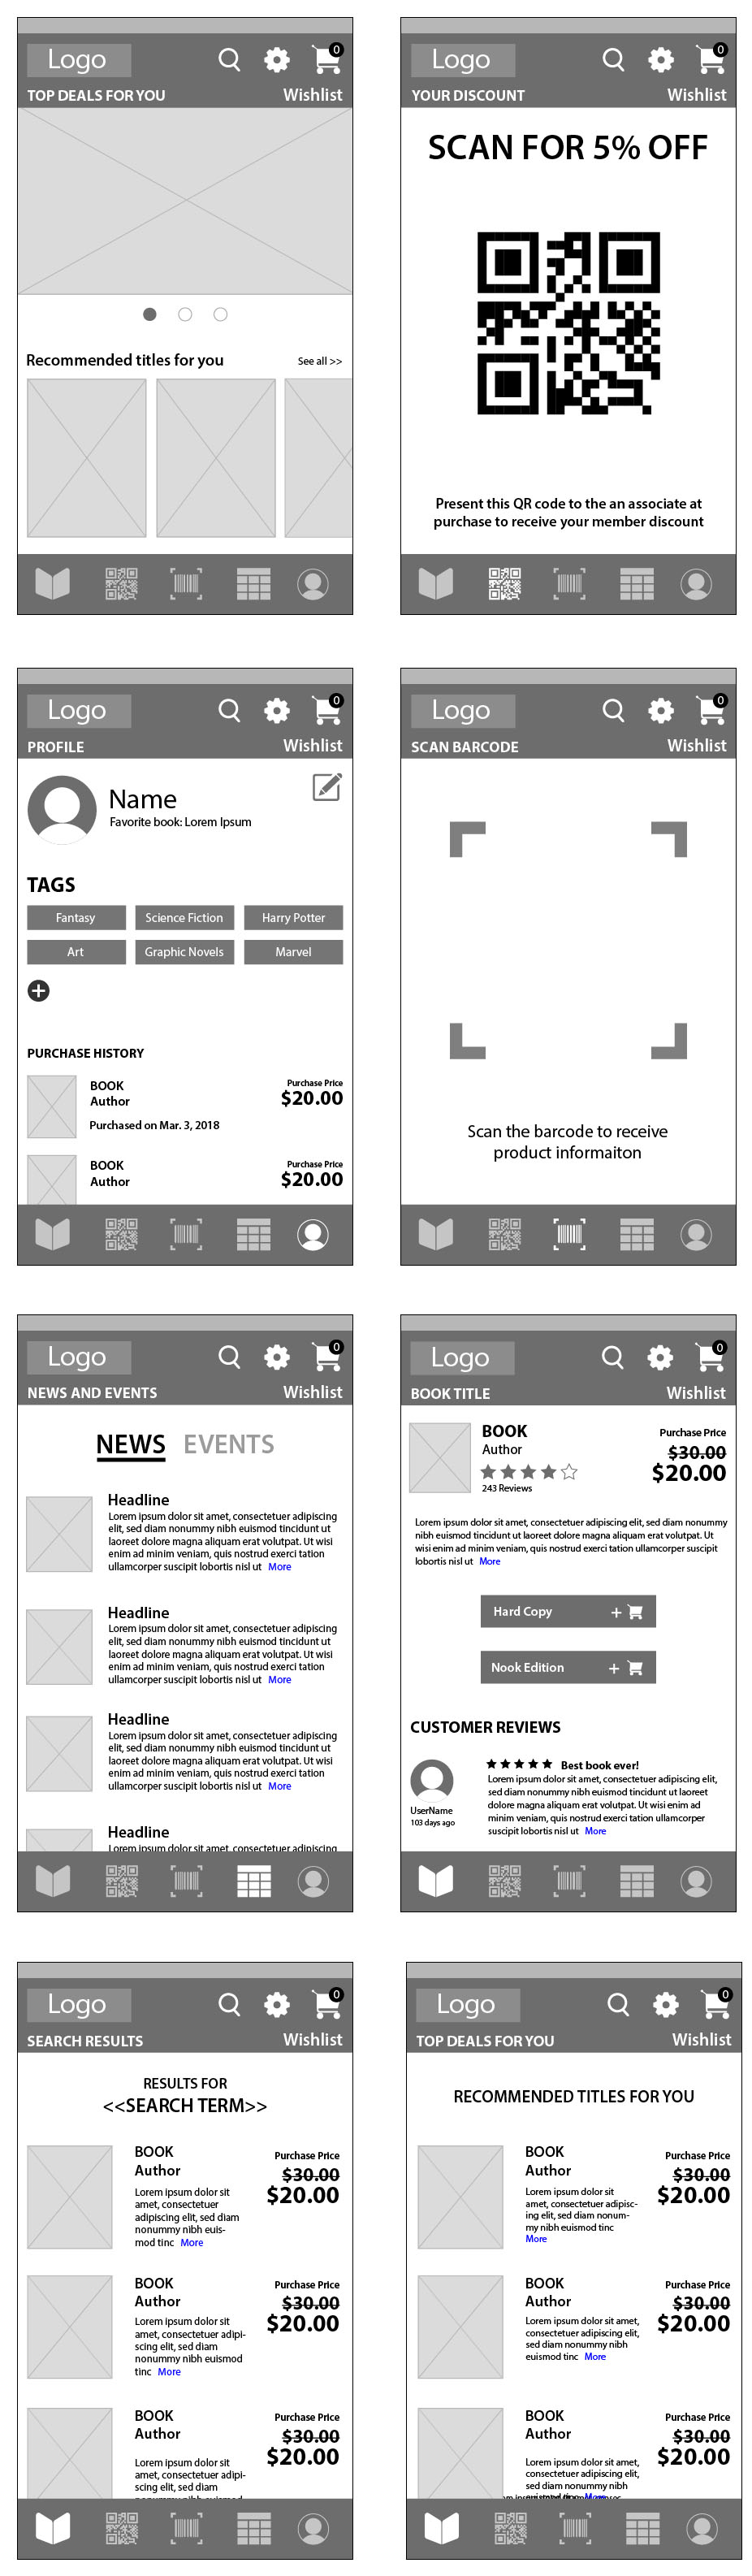 Logo
0
TOP DEALS FOR YOU Wishlist
Recommended titles for you See all >>
Logo
0
YOUR DISCOUNT Wishlist
SCAN FOR 5% OFF
Present this QR code to the an associate at
purchase to receive your member discount
Logo
0
PROFILE Wishlist
Name
Favorite book: Lorem Ipsum
TAGS
Fantasy Science Fiction Harry Potter
Art Graphic Novels Marvel
PURCHASE HISTORY
BOOK Purchase Price
Author $20.00
Purchased on Mar. 3, 2018
BOOK Purchase Price
Author $20.00
Logo
0
SCAN BARCODE Wishlist
Scan the barcode to receive
product informaiton
Logo
0
NEWS AND EVENTS Wishlist
NEWS EVENTS
Headline
Lorem ipsum dolor sit amet, consectetuer adipiscing
elit, sed diam nonummy nibh euismod tincidunt ut
laoreet dolore magna aliquam erat volutpat. Ut wisi
enim ad minim veniam, quis nostrud exerci tation
ullamcorper suscipit lobortis nisl ut More
Headline
Lorem ipsum dolor sit amet, consectetuer adipiscing
elit, sed diam nonummy nibh euismod tincidunt ut
laoreet dolore magna aliquam erat volutpat. Ut wisi
enim ad minim veniam, quis nostrud exerci tation
ullamcorper suscipit lobortis nisl ut More
Headline
Lorem ipsum dolor sit amet, consectetuer adipiscing
elit, sed diam nonummy nibh euismod tincidunt ut
laoreet dolore magna aliquam erat volutpat. Ut wisi
enim ad minim veniam, quis nostrud exerci tation
ullamcorper suscipit lobortis nisl ut More
Headline
Lorem ipsum dolor sit amet, consectetuer adipiscing
Logo
0
BOOK TITLE Wishlist
BOOK Purchase Price
Author $30.00
$20.00
243 Reviews
Lorem ipsum dolor sit amet, consectetuer adipiscing elit, sed diam nonummy
nibh euismod tincidunt ut laoreet dolore magna aliquam erat volutpat. Ut
wisi enim ad minim veniam, quis nostrud exerci tation ullamcorper suscipit
lobortis nisl ut More
Hard Copy +
Nook Edition +
CUSTOMER REVIEWS
Best book ever!
Lorem ipsum dolor sit amet, consectetuer adipiscing elit,
sed diam nonummy nibh euismod tincidunt ut laoreet
dolore magna aliquam erat volutpat. Ut wisi enim ad
minim veniam, quis nostrud exerci tation ullamcorper
suscipit lobortis nisl ut More
UserName
103 days ago
Logo
0
SEARCH RESULTS Wishlist
RESULTS FOR
<<SEARCH TERM>>
BOOK Purchase Price
Author $30.00
$20.00
Lorem ipsum dolor sit
amet, consectetuer
adipiscing elit, sed diam
nonummy nibh euis-
mod tinc More
BOOK Purchase Price
Author $30.00
$20.00
Lorem ipsum dolor sit
amet, consectetuer adipi-
scing elit, sed diam
nonummy nibh euismod
tinc More
BOOK Purchase Price
Author $30.00
$20.00
Lorem ipsum dolor sit
amet, consectetuer adipi-
scing elit, sed diam
Logo
0
TOP DEALS FOR YOU Wishlist
RECOMMENDED TITLES FOR YOU
BOOK Purchase Price
Author $30.00
$20.00
Lorem ipsum dolor sit
amet, consectetuer adipisc-
ing elit, sed diam nonum-
my nibh euismod tinc
More
BOOK Purchase Price
Author $30.00
$20.00
Lorem ipsum dolor sit amet,
consectetuer adipiscing elit,
sed diam nonummy nibh
euismod tinc More
BOOK Purchase Price
Author $30.00
$20.00
Lorem ipsum dolor sit amet,
consectetuer adipiscing elit,
sed diam nonummy nibh